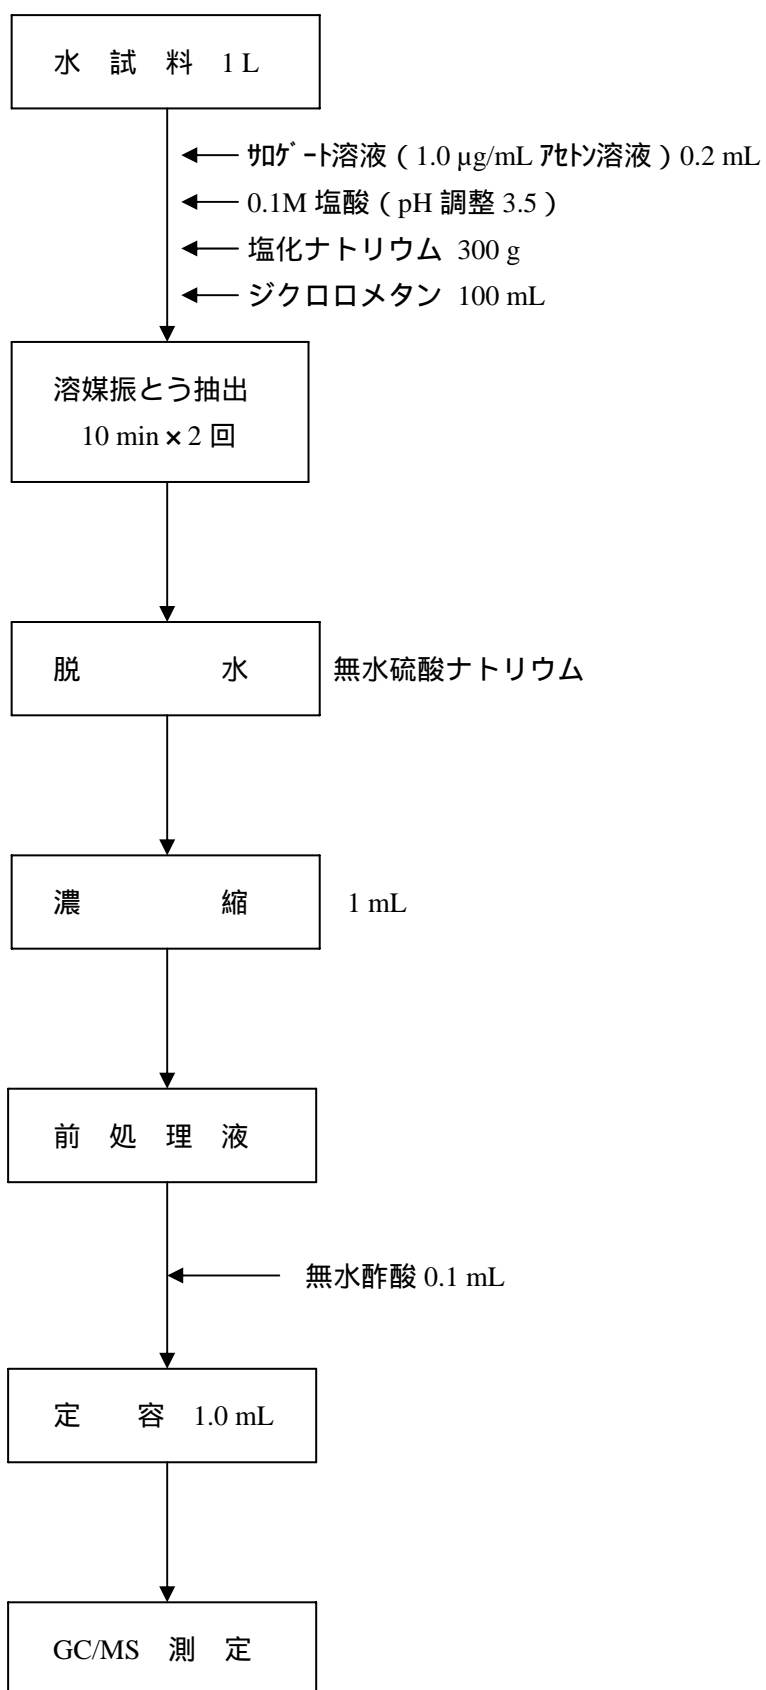 水 試 料 1 L
サロゲート溶液（1.0 µg/mL アセトン溶液）0.2 mL
0.1M 塩酸（pH 調整 3.5）
塩化ナトリウム 300 g
ジクロロメタン 100 mL
溶媒振とう抽出
10 min × 2 回
脱 水 無水硫酸ナトリウム
濃 縮 1 mL
前 処 理 液
無水酢酸 0.1 mL
定 容 1.0 mL
GC/MS 測 定